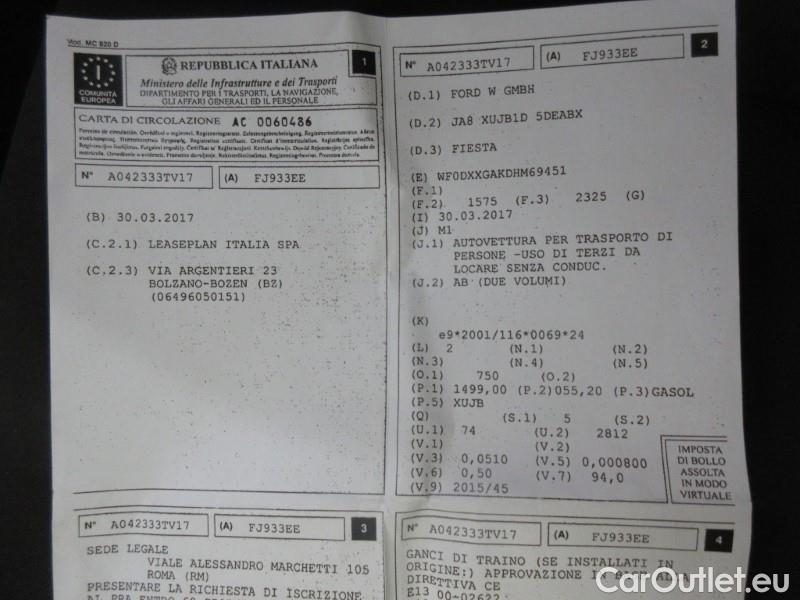 Mod. MC 820 D
I
COMUNITÀ
EUROPEA
REPUBBLICA ITALIANA
1
Ministero delle Infrastrutture e dei Trasporti
DIPARTIMENTO PER I TRASPORTI, LA NAVIGAZIONE,
GLI AFFARI GENERALI ED IL PERSONALE
CARTA DI CIRCOLAZIONE AC 0060486
N° A042333TV17 (A) FJ933EE
(B) 30.03.2017
(C.2.1) LEASEPLAN ITALIA SPA
(C.2.3) VIA ARGENTIERI 23
BOLZANO-BOZEN (BZ)
(06496050151)
N° A042333TV17 (A) FJ933EE 2
(D.1) FORD W GMBH
(D.2) JA8 XUJB1D 5DEABX
(D.3) FIESTA
(E) WF0DXXGAKDHM69451
(F.1)
(F.2) 1575 (F.3) 2325 (G)
(I) 30.03.2017
(J) M1
(J.1) AUTOVETTURA PER TRASPORTO DI
PERSONE -USO DI TERZI DA
LOCARE SENZA CONDUC.
(J.2) AB (DUE VOLUMI)
(K)
e9*2001/116*0069*24
(L) 2 (N.1) (N.2)
(N.3) (N.4) (N.5)
(O.1) 750 (O.2)
(P.1) 1499,00 (P.2)055,20 (P.3)GASOL
(P.5) XUJB
(Q) (S.1) 5 (S.2)
(U.1) 74 (U.2) 2812
(V.1) (V.2)
(V.3) 0,0510 (V.5) 0,000800
(V.6) 0,50 (V.7) 94,0
(V.9) 2015/45
IMPOSTA
DI BOLLO
ASSOLTA
IN MODO
VIRTUALE
N° A042333TV17 (A) FJ933EE 3
SEDE LEGALE
VIALE ALESSANDRO MARCHETTI 105
ROMA (RM)
PRESENTARE LA RICHIESTA DI ISCRIZIONE
N° A042333TV17 (A) FJ933EE 4
GANCI DI TRAINO (SE INSTALLATI IN
ORIGINE:) APPROVAZIONE IN
DIRETTIVA CE
E13 00-02622
CarOutlet.eu